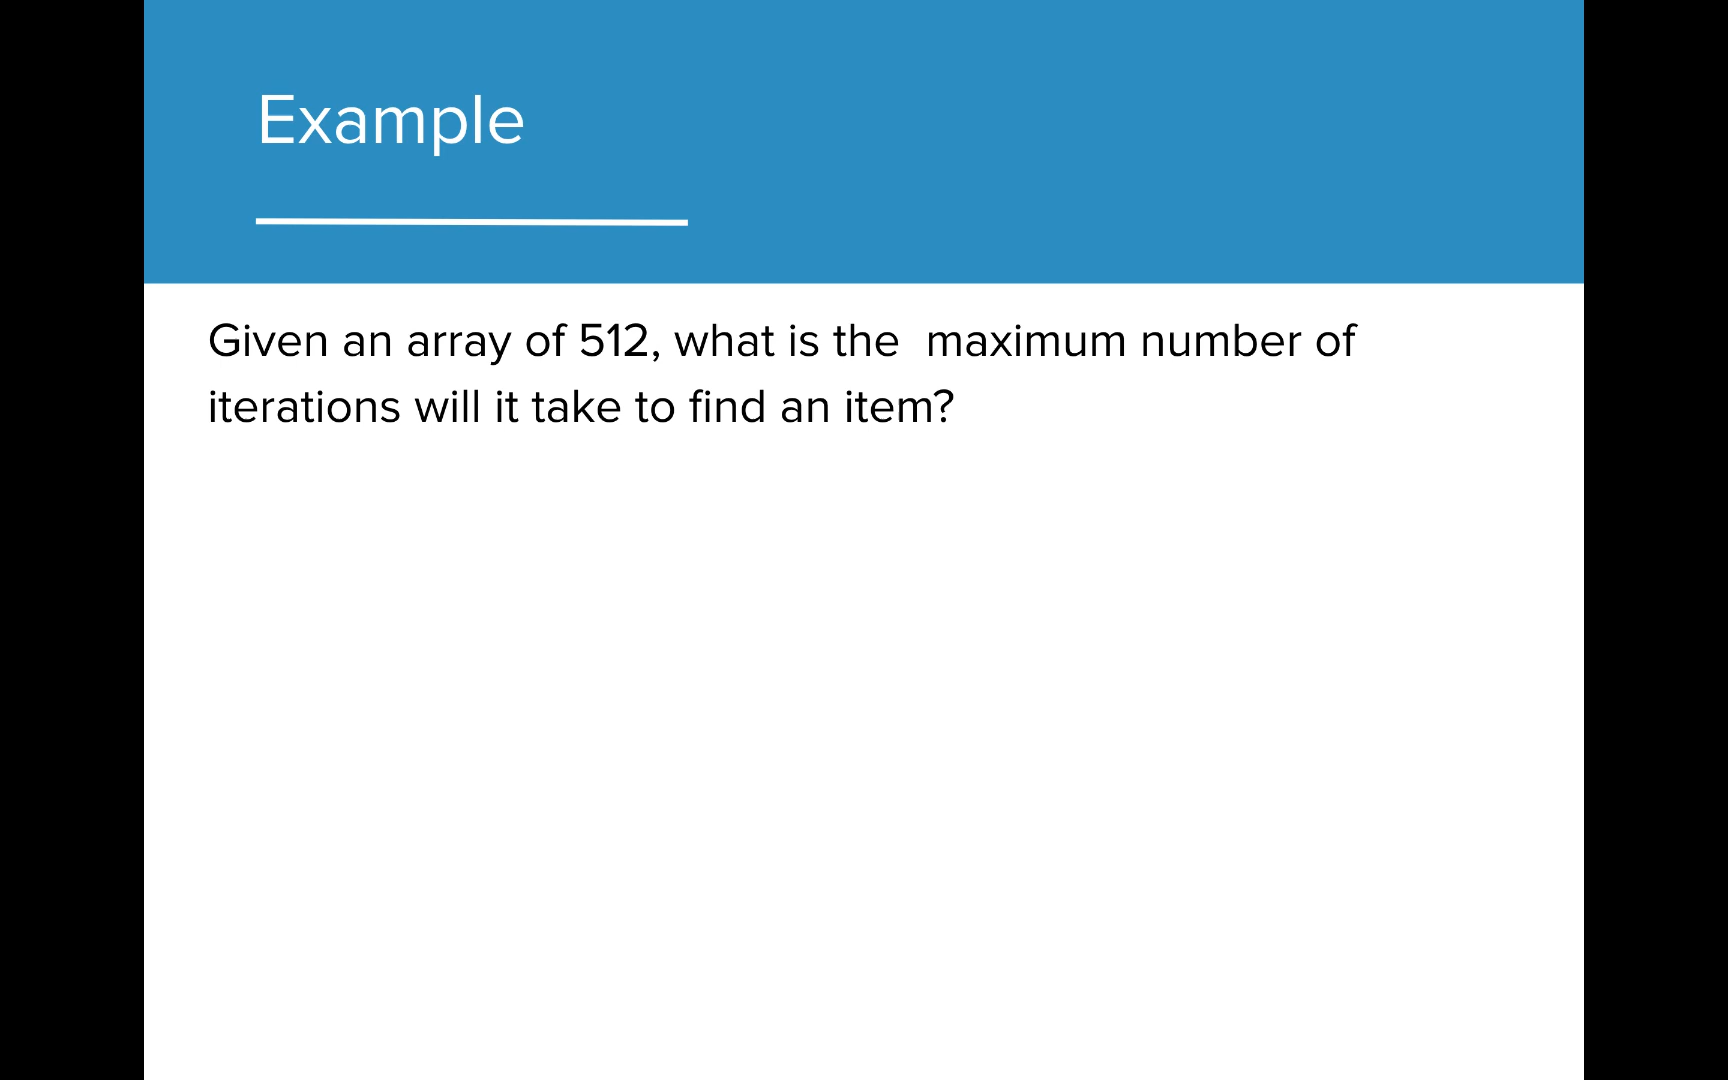 Example
Given an array of 512, what is the  maximum number of
iterations will it take to find an item?